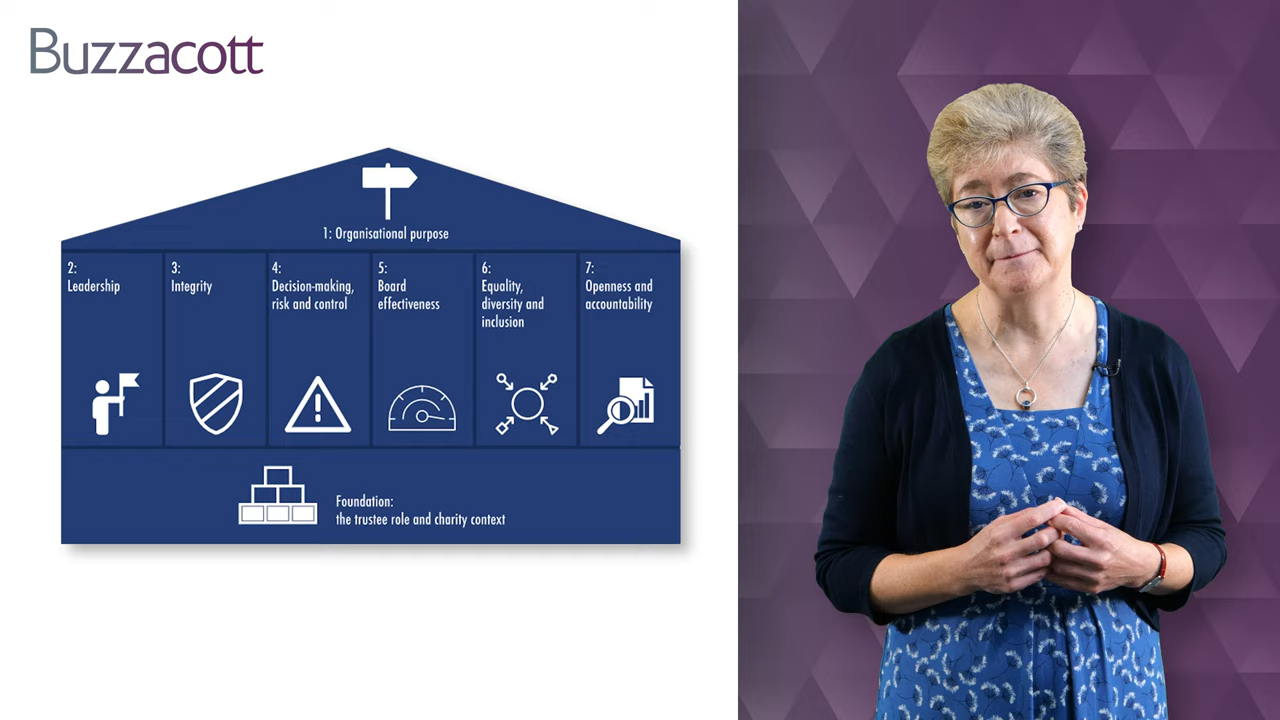 Buzzacott
1: Organisational purpose
2:
Leadership
3:
Integrity
4:
Decision-making,
risk and control
5:
Board
effectiveness
6:
Equality,
diversity and
inclusion
7:
Openness and
accountability
Foundation:
the trustee role and charity context